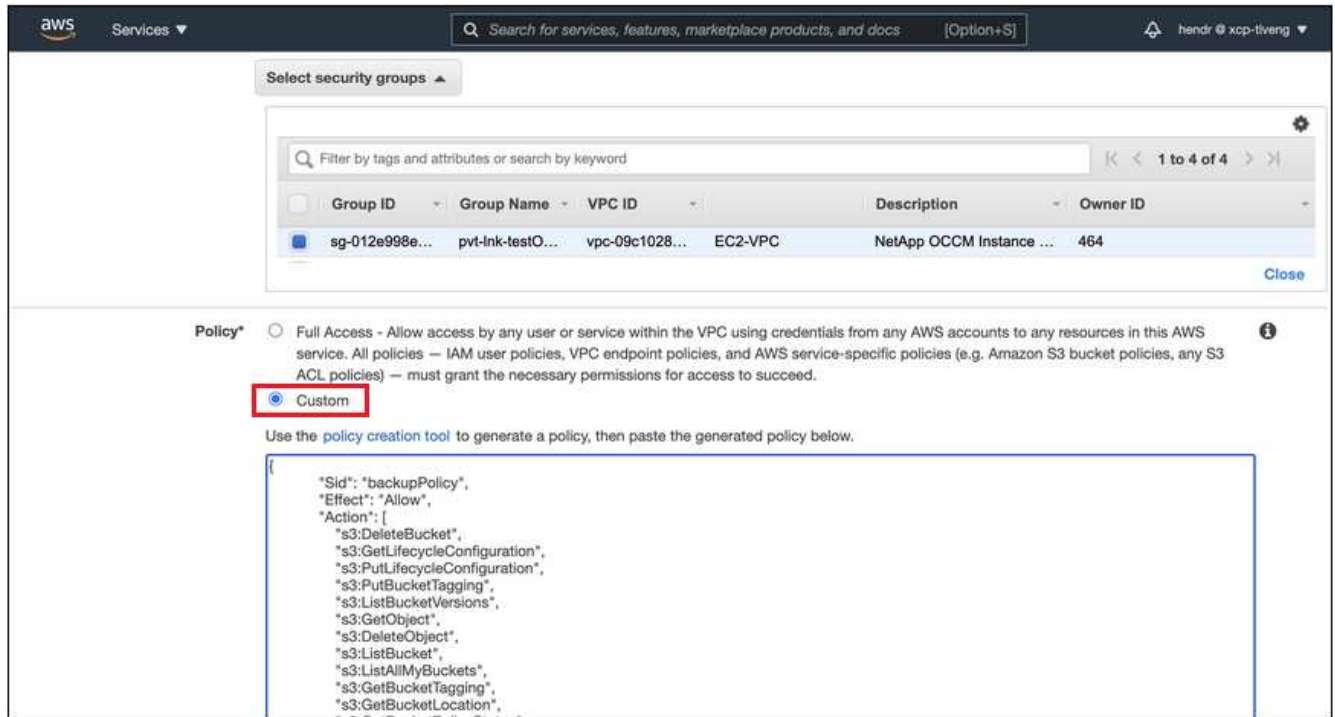 aws Services ▼ Search for services, features, marketplace products, and docs [Option+S] hendr @ xcp-tlveng ▼
Select security groups ▲
Filter by tags and attributes or search by keyword |< < 1 to 4 of 4 > >|
Group ID Group Name VPC ID Description Owner ID
sg-012e998e... pvt-lnk-testO... vpc-09c1028... EC2-VPC NetApp OCCM Instance ... 464
Close
Policy* Full Access - Allow access by any user or service within the VPC using credentials from any AWS accounts to any resources in this AWS
service. All policies — IAM user policies, VPC endpoint policies, and AWS service-specific policies (e.g. Amazon S3 bucket policies, any S3
ACL policies) — must grant the necessary permissions for access to succeed.
Custom
Use the policy creation tool to generate a policy, then paste the generated policy below.
{
"Sid": "backupPolicy",
"Effect": "Allow",
"Action": [
"s3:DeleteBucket",
"s3:GetLifecycleConfiguration",
"s3:PutLifecycleConfiguration",
"s3:PutBucketTagging",
"s3:ListBucketVersions",
"s3:GetObject",
"s3:DeleteObject",
"s3:ListBucket",
"s3:ListAllMyBuckets",
"s3:GetBucketTagging",
"s3:GetBucketLocation",